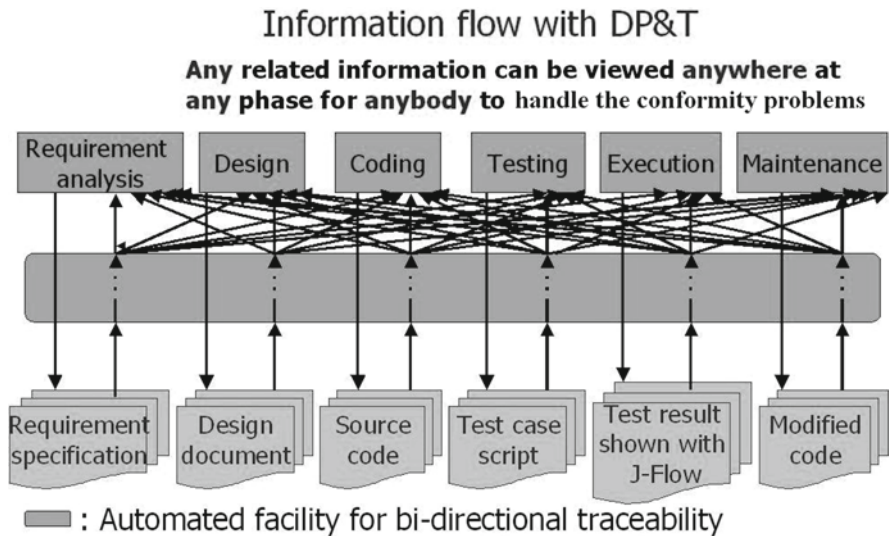 Information flow with DP&T
Any related information can be viewed anywhere at
any phase for anybody to handle the conformity problems
Requirement
analysis
Design
Coding
Testing
Execution
Maintenance
Requirement
specification
Design
document
Source
code
Test case
script
Test result
shown with
J-Flow
Modified
code
: Automated facility for bi-directional traceability